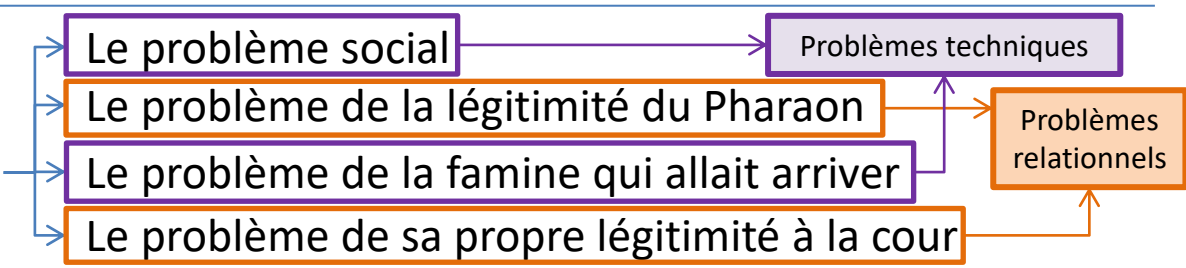 Le problème social
Problèmes techniques
Le problème de la légitimité du Pharaon
Problèmes
relationnels
Le problème de la famine qui allait arriver
Le problème de sa propre légitimité à la cour